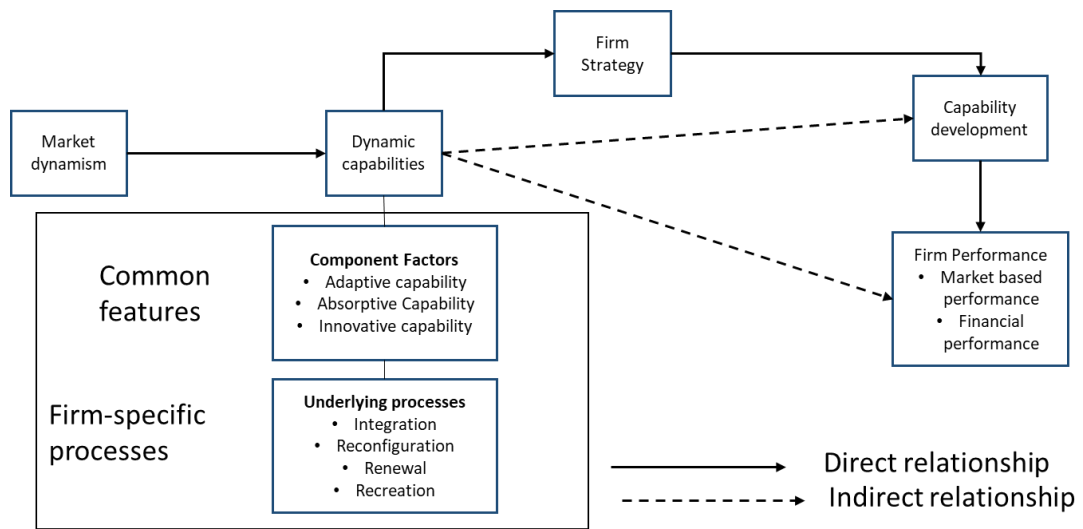 Firm
Strategy
Market
dynamism
Dynamic
capabilities
Capability
development
Common
features
Component Factors
• Adaptive capability
• Absorptive Capability
• Innovative capability
Firm Performance
• Market based
performance
• Financial
performance
Firm-specific
processes
Underlying processes
• Integration
• Reconfiguration
• Renewal
• Recreation
Direct relationship
Indirect relationship